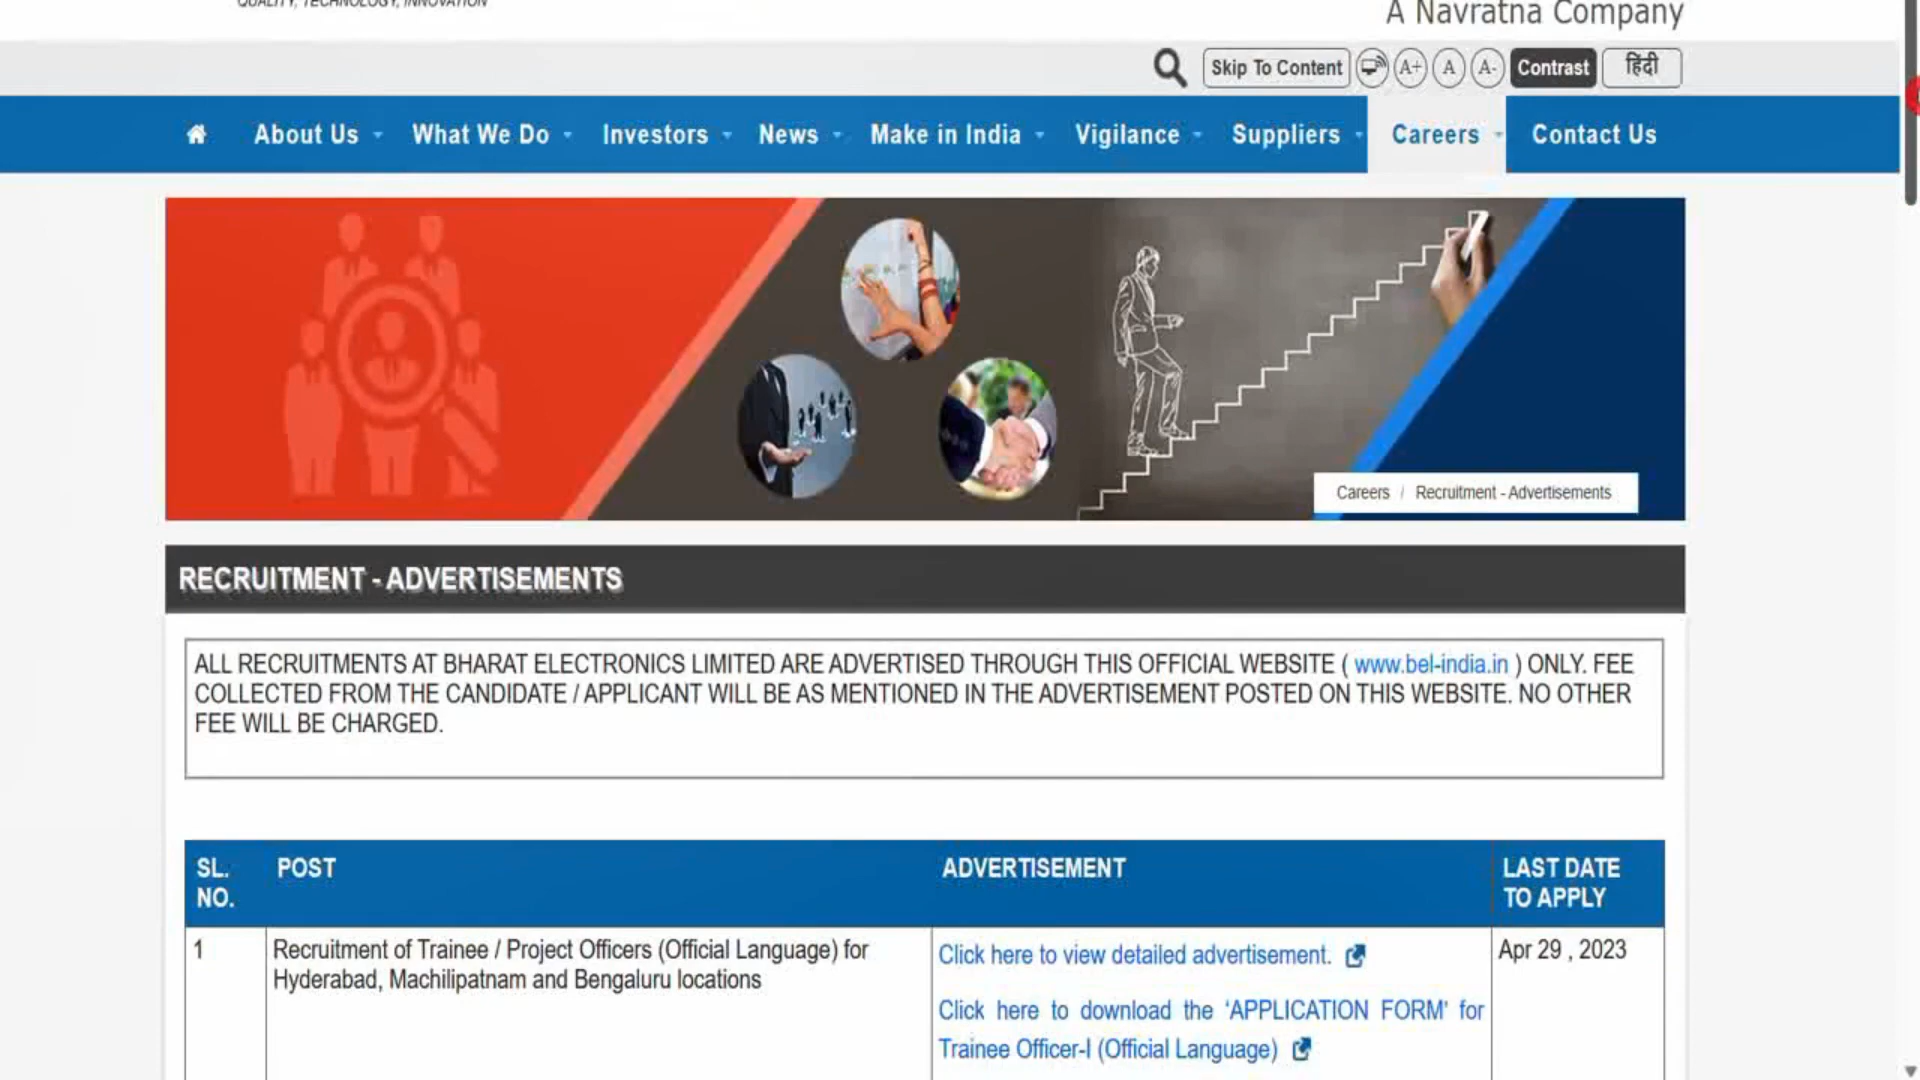 QUALITY, TECHNOLOGY, INNOVATION
A Navratna Company
Skip To Content A+ A A- Contrast हिंदी
About Us What We Do Investors News Make in India Vigilance Suppliers Careers Contact Us
Careers / Recruitment - Advertisements
RECRUITMENT - ADVERTISEMENTS
ALL RECRUITMENTS AT BHARAT ELECTRONICS LIMITED ARE ADVERTISED THROUGH THIS OFFICIAL WEBSITE ( www.bel-india.in ) ONLY. FEE
COLLECTED FROM THE CANDIDATE / APPLICANT WILL BE AS MENTIONED IN THE ADVERTISEMENT POSTED ON THIS WEBSITE. NO OTHER
FEE WILL BE CHARGED.
SL. POST ADVERTISEMENT LAST DATE
NO. TO APPLY
1 Recruitment of Trainee / Project Officers (Official Language) for Click here to view detailed advertisement. Apr 29 , 2023
Hyderabad, Machilipatnam and Bengaluru locations
Click here to download the ‘APPLICATION FORM’ for
Trainee Officer-I (Official Language)